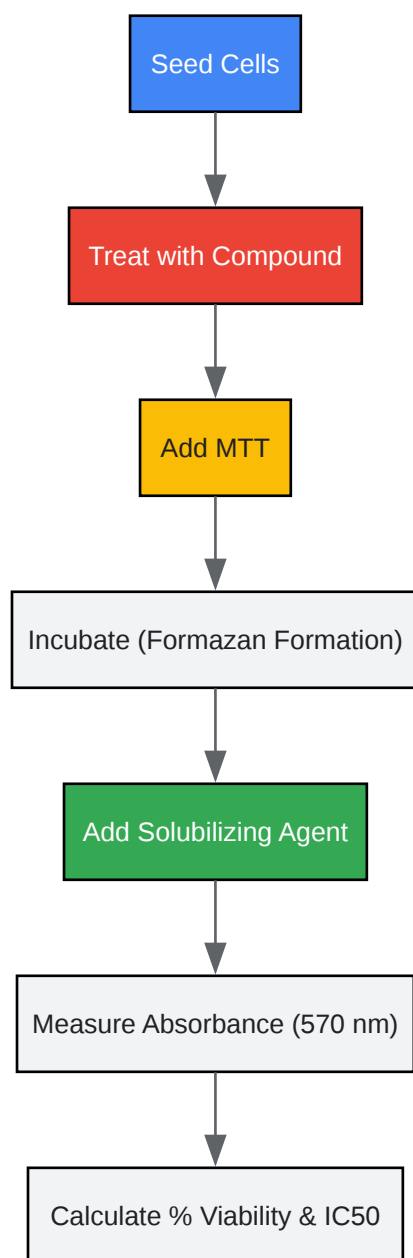 Seed Cells
Treat with Compound
Add MTT
Incubate (Formazan Formation)
Add Solubilizing Agent
Measure Absorbance (570 nm)
Calculate % Viability & IC50